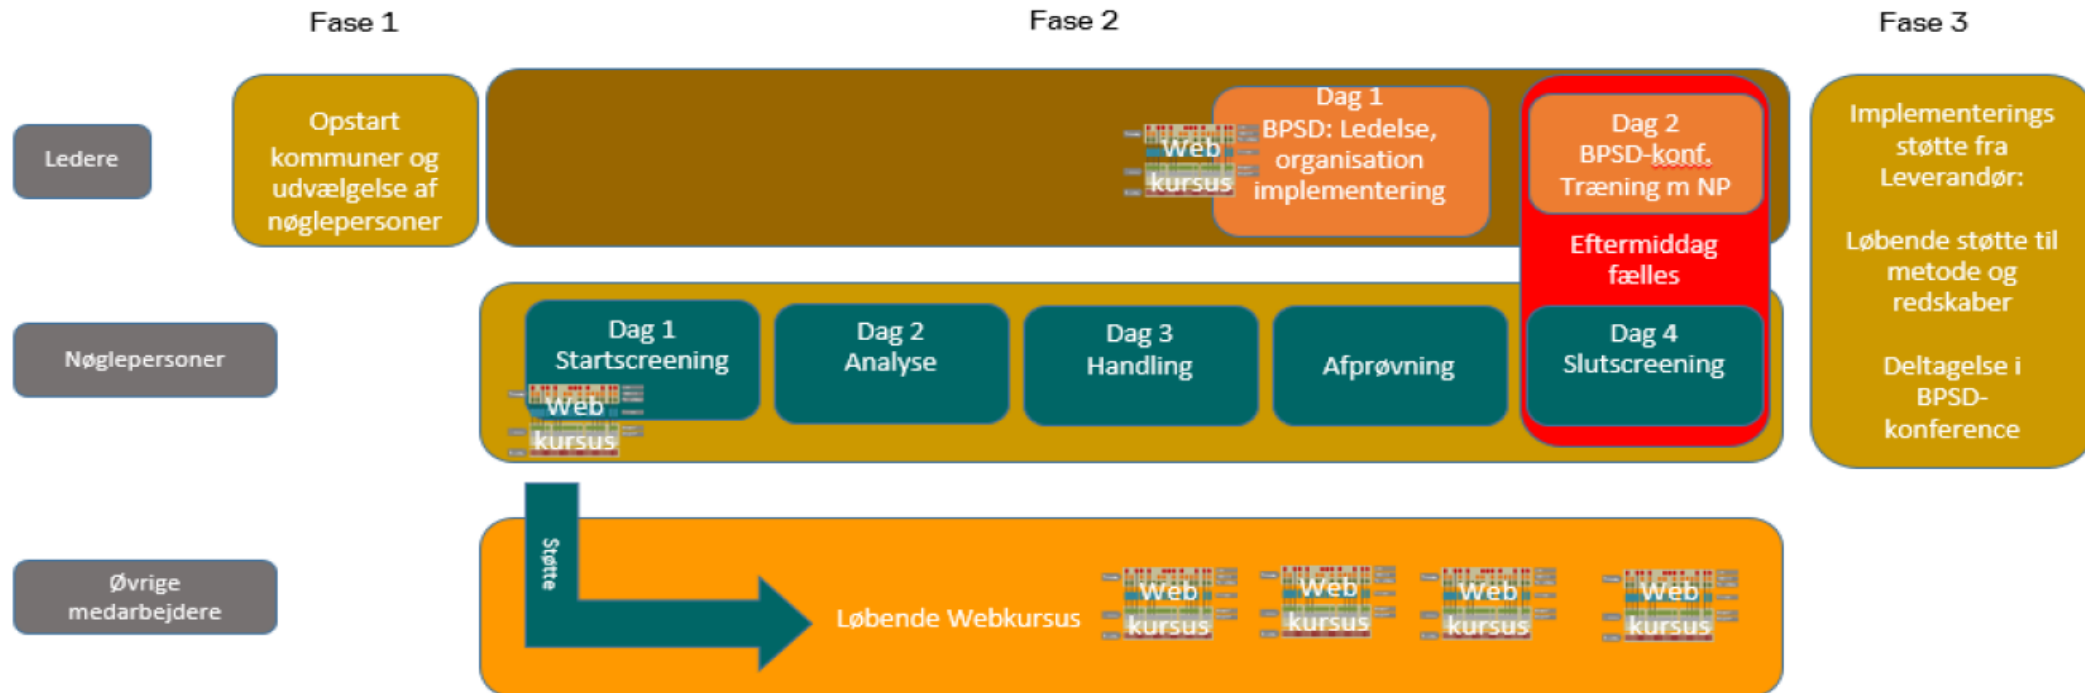 Fase 1
Fase 2
Fase 3
Ledere
Opstart
kommuner og
udvælgelse af
nøglepersoner
Web
kursus
Dag 1
BPSD: Ledelse,
organisation
implementering
Dag 2
BPSD-konf.
Træning m NP
Eftermiddag
fælles
Implementerings
støtte fra
Leverandør:
Løbende støtte til
metode og
redskaber
Deltagelse i
BPSD-
konference
Nøglepersoner
Dag 1
Startscreening
Web
kursus
Dag 2
Analyse
Dag 3
Handling
Afprøvning
Dag 4
Slutscreening
Støtte
Øvrige
medarbejdere
Løbende Webkursus
Web
kursus
Web
kursus
Web
kursus
Web
kursus